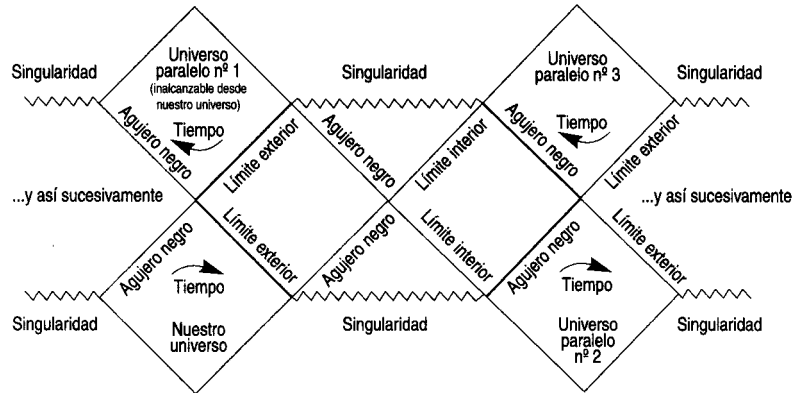 Universo
paralelo nº 1
(inalcanzable desde
nuestro universo)
Tiempo
Singularidad
Singularidad
Universo
paralelo nº 3
Tiempo
Singularidad
Agujero negro
Límite exterior
Agujero negro
Límite interior
Agujero negro
Límite exterior
...y así sucesivamente
...y así sucesivamente
Agujero negro
Límite exterior
Agujero negro
Límite interior
Agujero negro
Límite exterior
Tiempo
Nuestro
universo
Tiempo
Universo
paralelo
nº 2
Singularidad
Singularidad
Singularidad